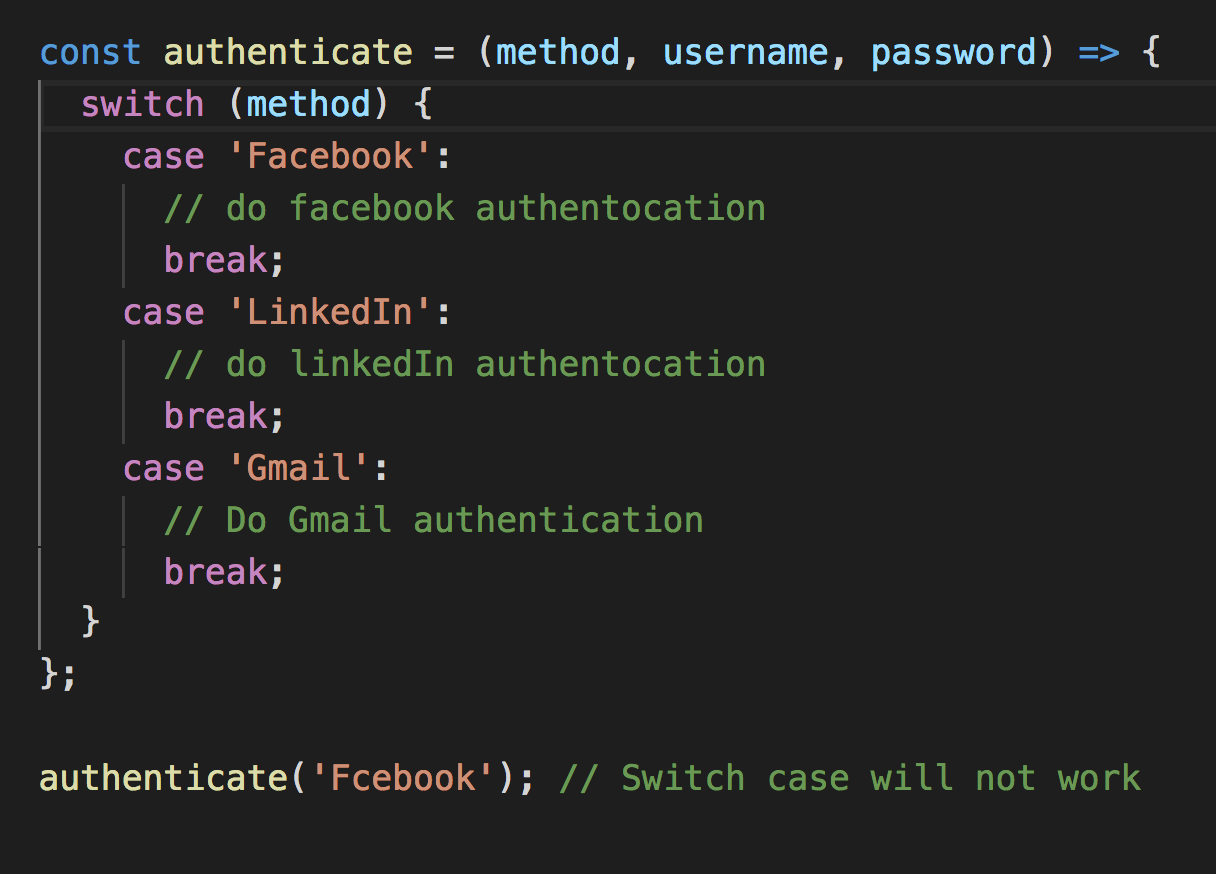 const authenticate = (method, username, password) => {
  switch (method) {
    case 'Facebook':
      // do facebook authentocation
      break;
    case 'LinkedIn':
      // do linkedIn authentocation
      break;
    case 'Gmail':
      // Do Gmail authentication
      break;
  }
};

authenticate('Fcebook'); // Switch case will not work